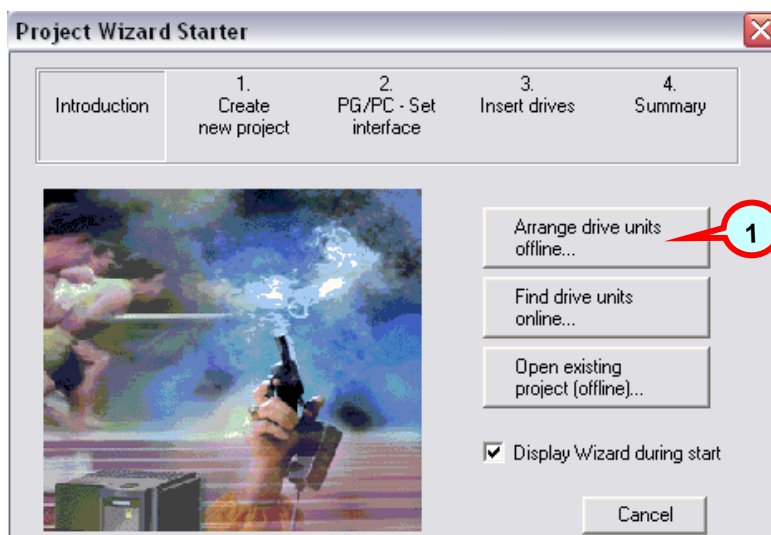 Project Wizard Starter
Introduction
1.
Create
new project
2.
PG/PC - Set
interface
3.
Insert drives
4.
Summary
Arrange drive units
offline...
1
Find drive units
online...
Open existing
project (offline)...
Display Wizard during start
Cancel